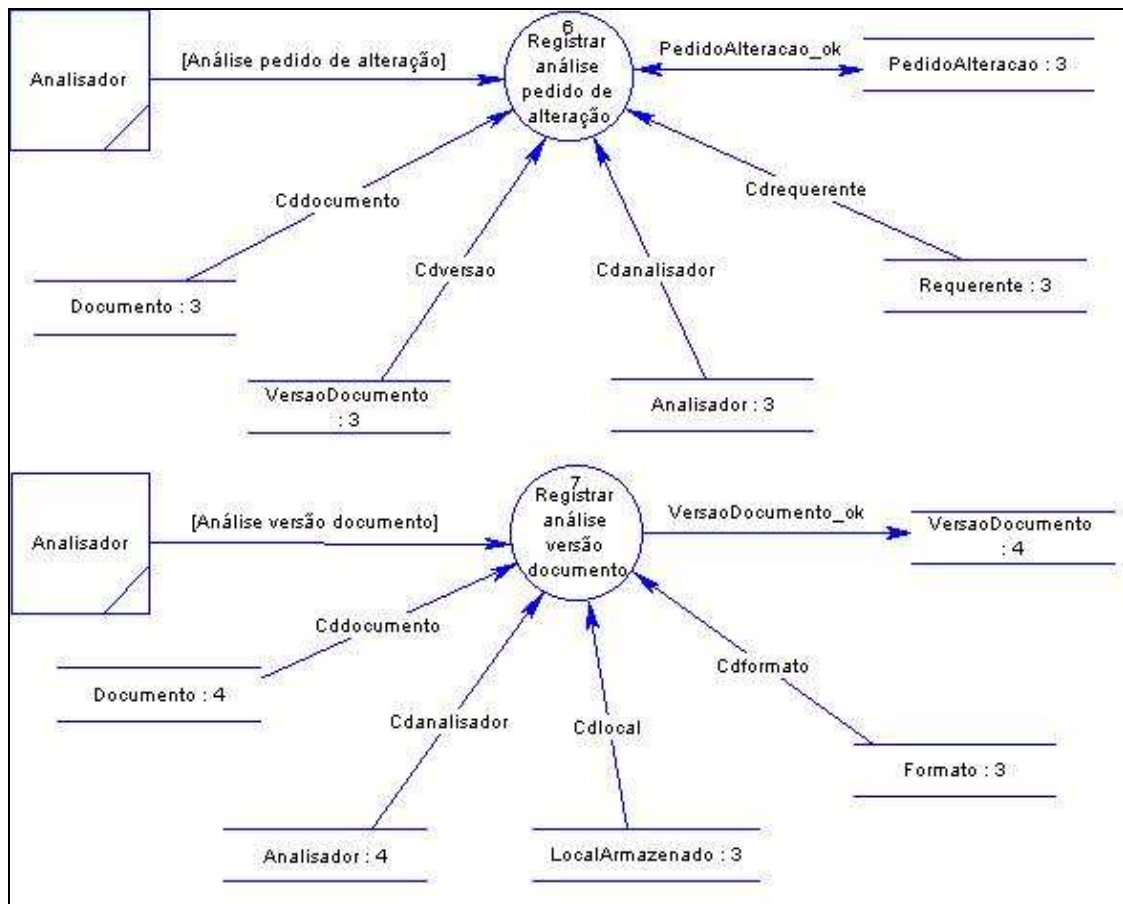 6
Registrar
análise
pedido de
alteração
Analisador
[Análise pedido de alteração]
PedidoAlteracao_ok
PedidoAlteracao : 3
Cddocumento
Cdversao
Cdanalisador
Cdrequerente
Documento : 3
VersaoDocumento
: 3
Analisador : 3
Requerente : 3
7
Registrar
análise
versão
documento
Analisador
[Análise versão documento]
VersaoDocumento_ok
VersaoDocumento
: 4
Cddocumento
Cdanalisador
Cdlocal
Cdformato
Documento : 4
Analisador : 4
LocalArmazenado : 3
Formato : 3